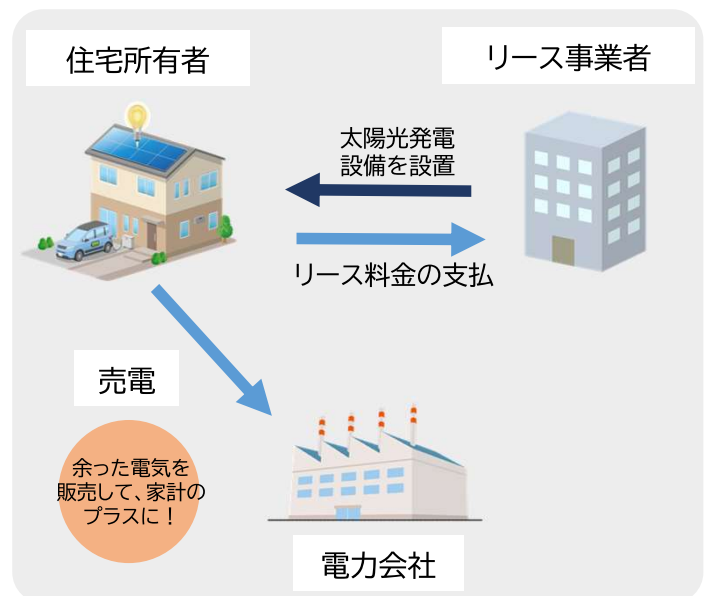 住宅所有者
リース事業者
太陽光発電
設備を設置
リース料金の支払
売電
余った電気を
販売して、家計の
プラスに！
電力会社